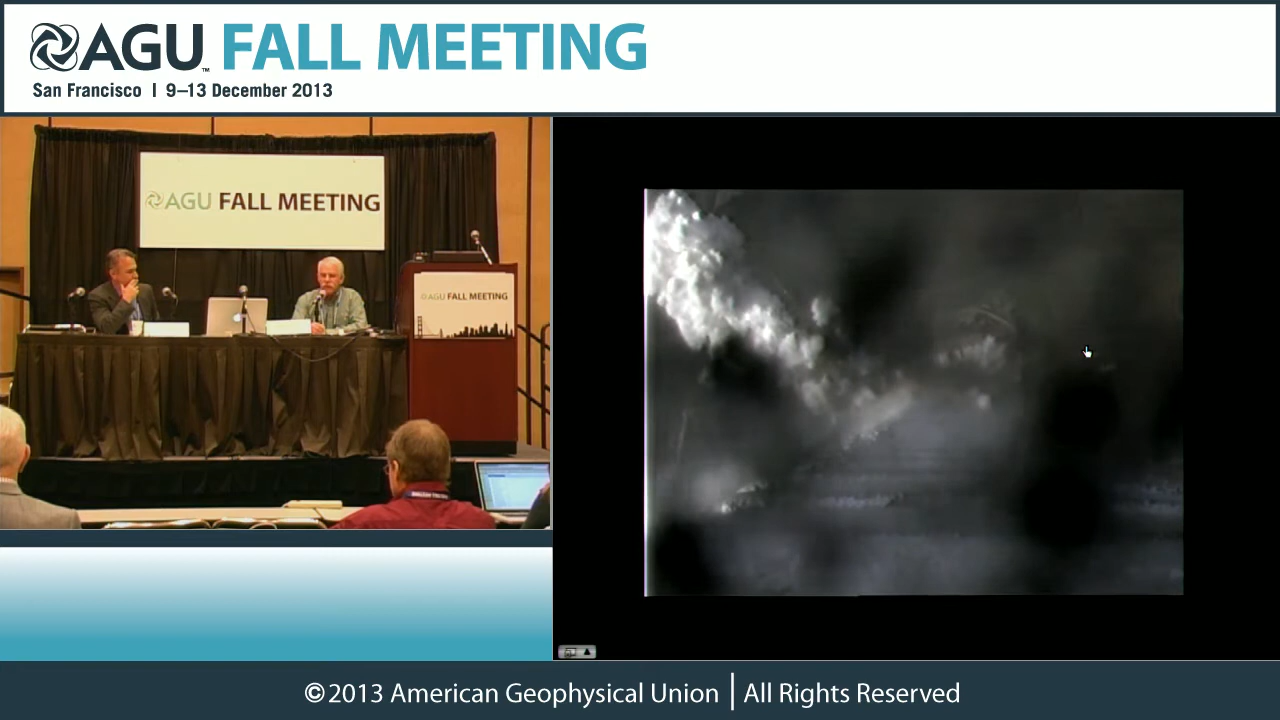 AGU™ FALL MEETING
San Francisco | 9–13 December 2013
AGU FALL MEETING
AGU FALL MEETING
©2013 American Geophysical Union | All Rights Reserved